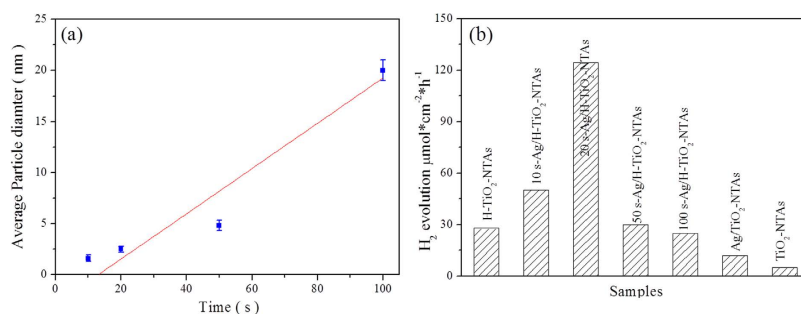 (a)
25
20
15
10
5
0
Average Particle diamter ( nm )
20
40
60
80
100
Time ( s )
(b)
150
120
90
60
30
0
H₂ evolution μmol*cm⁻²*h⁻¹
H-TiO₂-NTAs
10 s-Ag/H-TiO₂-NTAs
20 s-Ag/H-TiO₂-NTAs
50 s-Ag/H-TiO₂-NTAs
100 s-Ag/H-TiO₂-NTAs
Ag/TiO₂-NTAs
TiO₂-NTAs
Samples